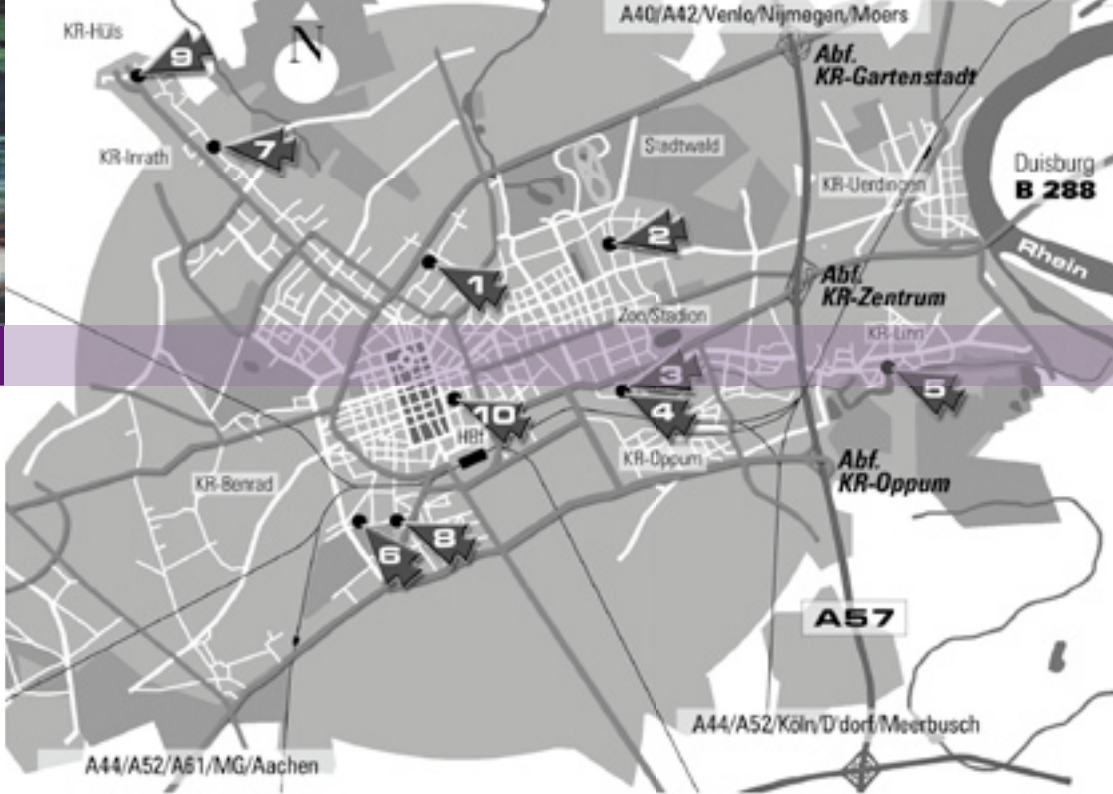 A40/A42/Venlo/Nijmegen/Moers
KR-Hüls
N
9
Abf.
KR-Gartenstadt
7
KR-Inrath
Stadtwald
Duisburg
B 288
KR-Uerdingen
2
Rhein
1
Abf.
KR-Zentrum
Zoo/Stadion
KR-Linn
3
5
4
10
Hbf
KR-Oppum
Abf.
KR-Oppum
KR-Benrad
8
6
A57
A44/A52/Köln/D'dorf/Meerbusch
A44/A52/A61/MG/Aachen